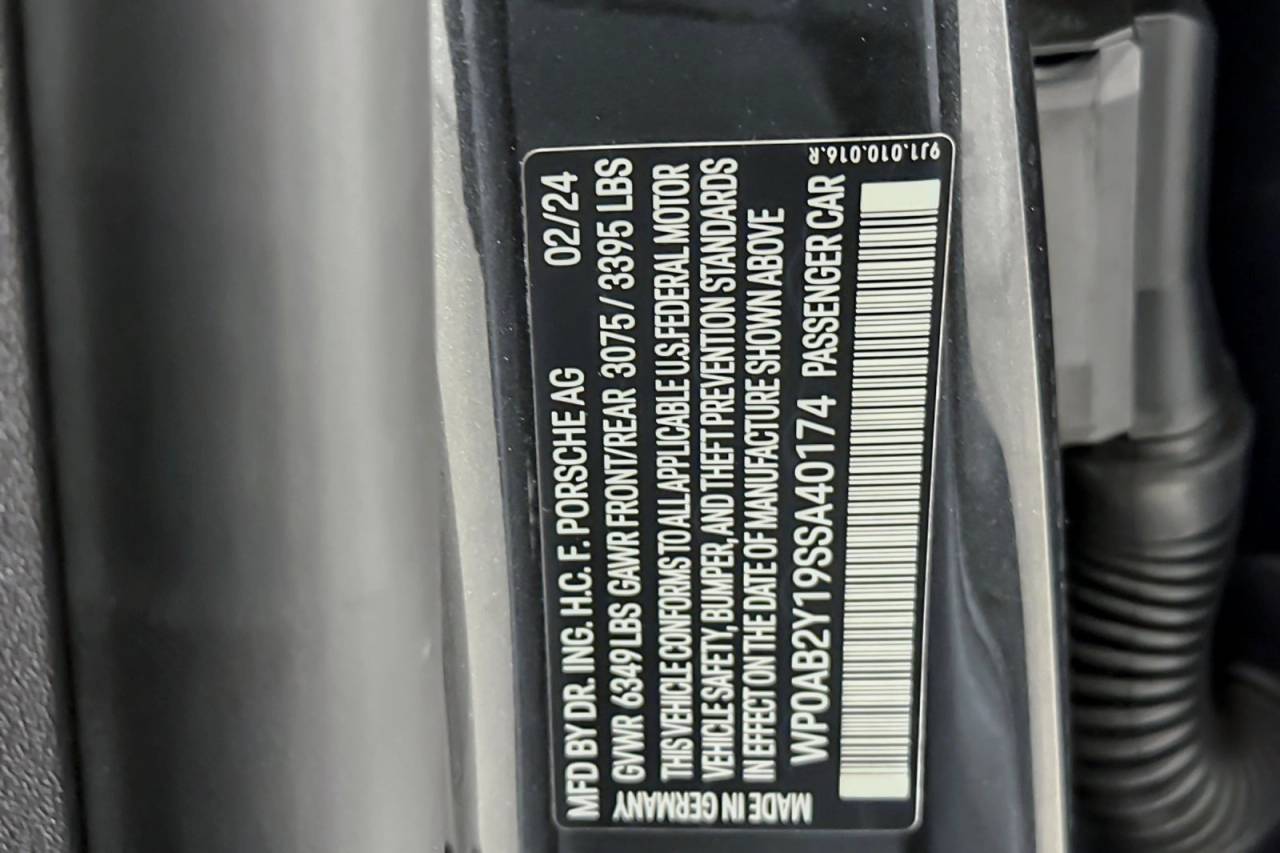 MFD BY DR. ING. H.C. F. PORSCHE AG 02/24
GVWR 6349 LBS GAWR FRONT/REAR 3075 / 3395 LBS
THIS VEHICLE CONFORMS TO ALL APPLICABLE U.S. FEDERAL MOTOR
VEHICLE SAFETY, BUMPER, AND THEFT PREVENTION STANDARDS
IN EFFECT ON THE DATE OF MANUFACTURE SHOWN ABOVE
WP0AB2Y19SSA40174 PASSENGER CAR
MADE IN GERMANY
9J1.010.016.R